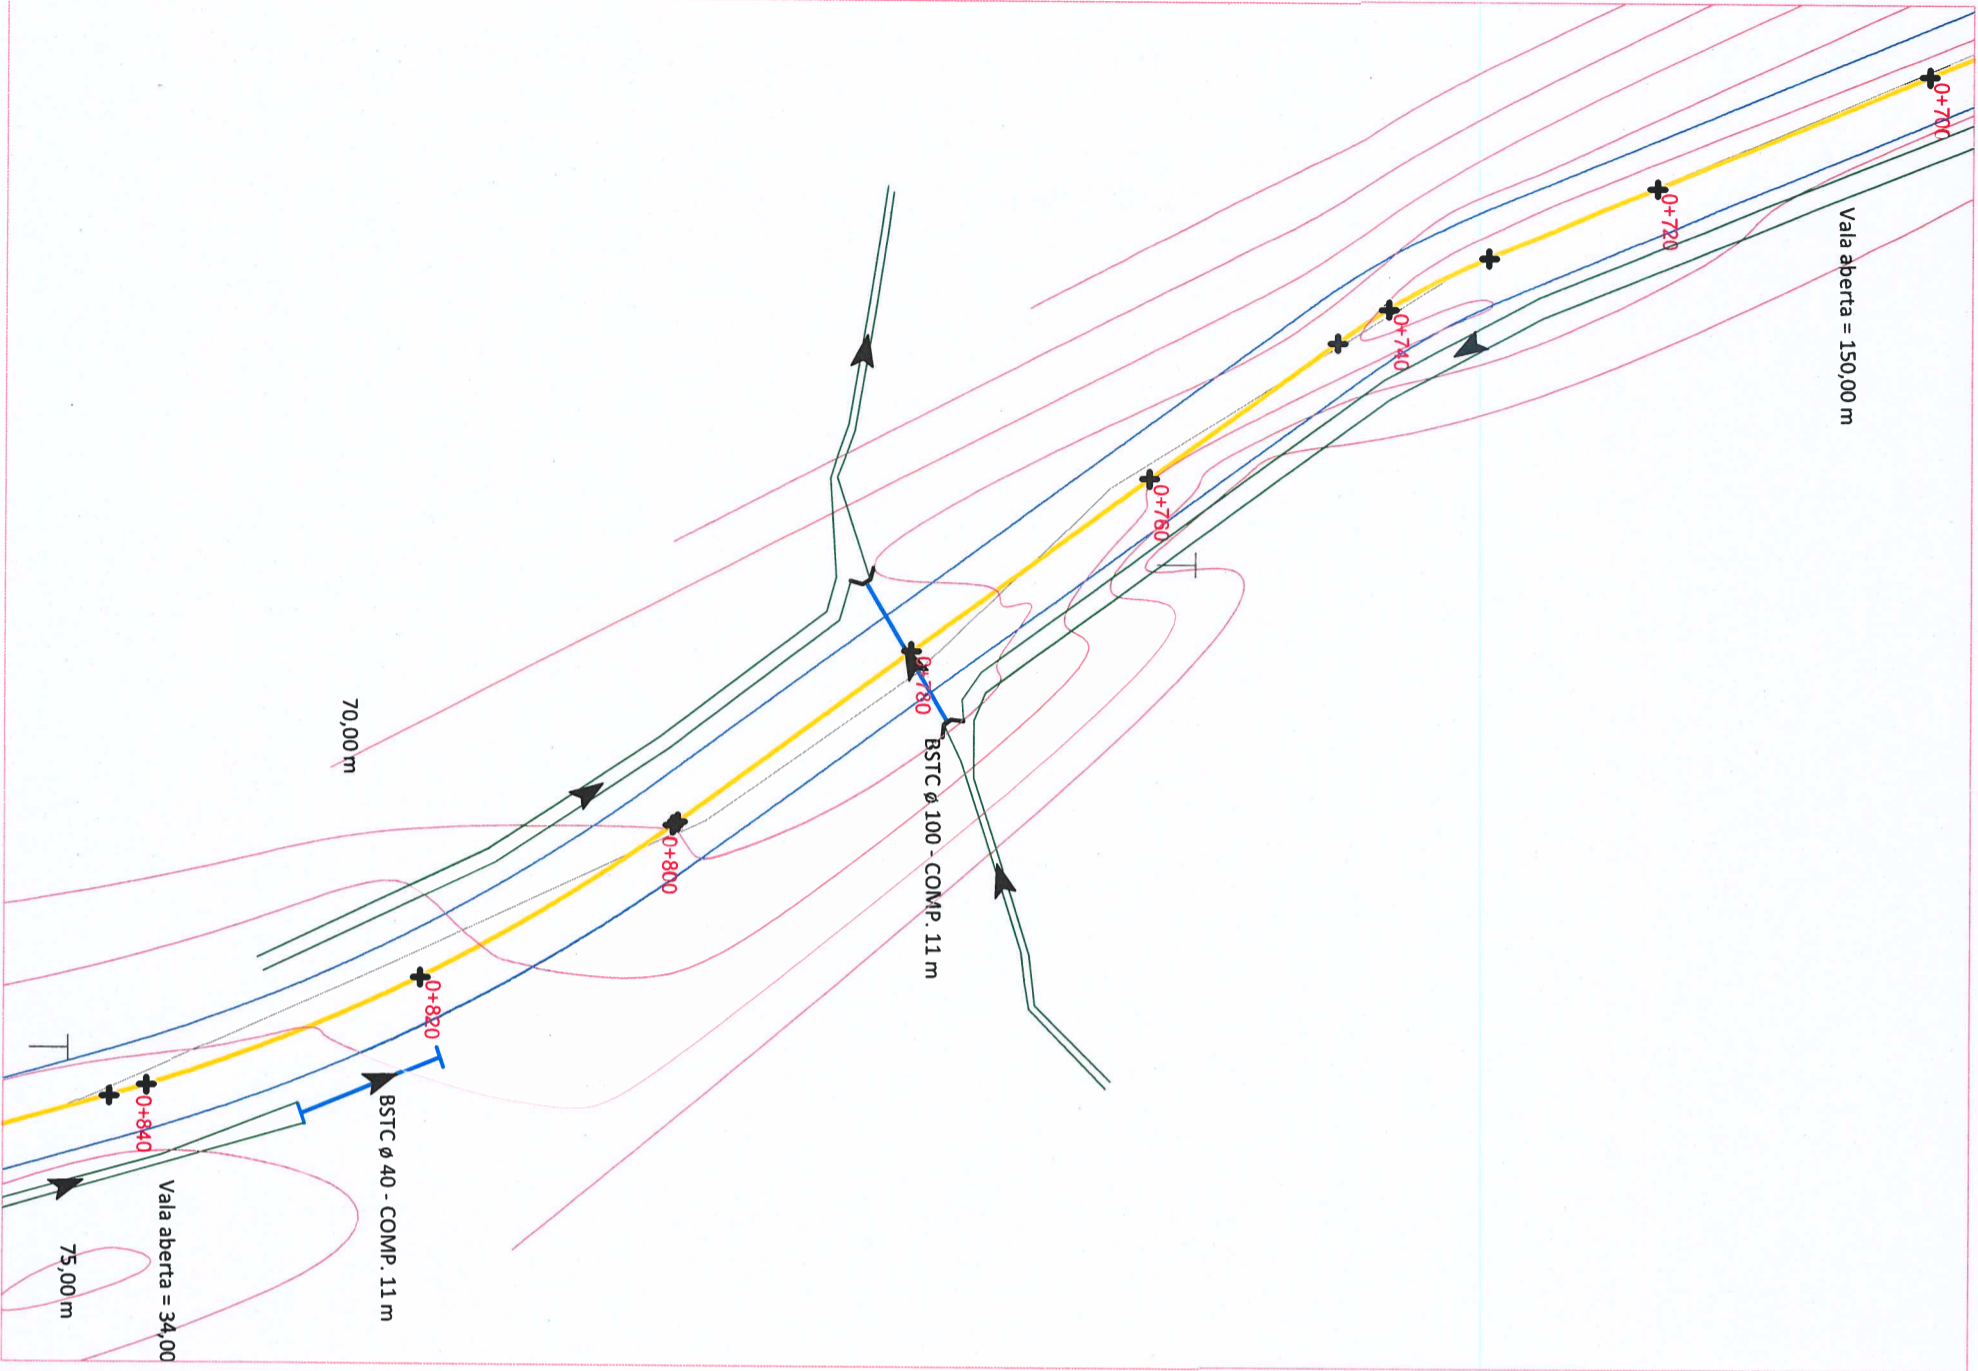 0+700
0+720
Vala aberta = 150,00 m
0+740
0+760
0+780
BSTC ø 100 - COMP. 11 m
70,00 m
0+800
0+820
BSTC ø 40 - COMP. 11 m
0+840
Vala aberta = 34,00
75,00 m